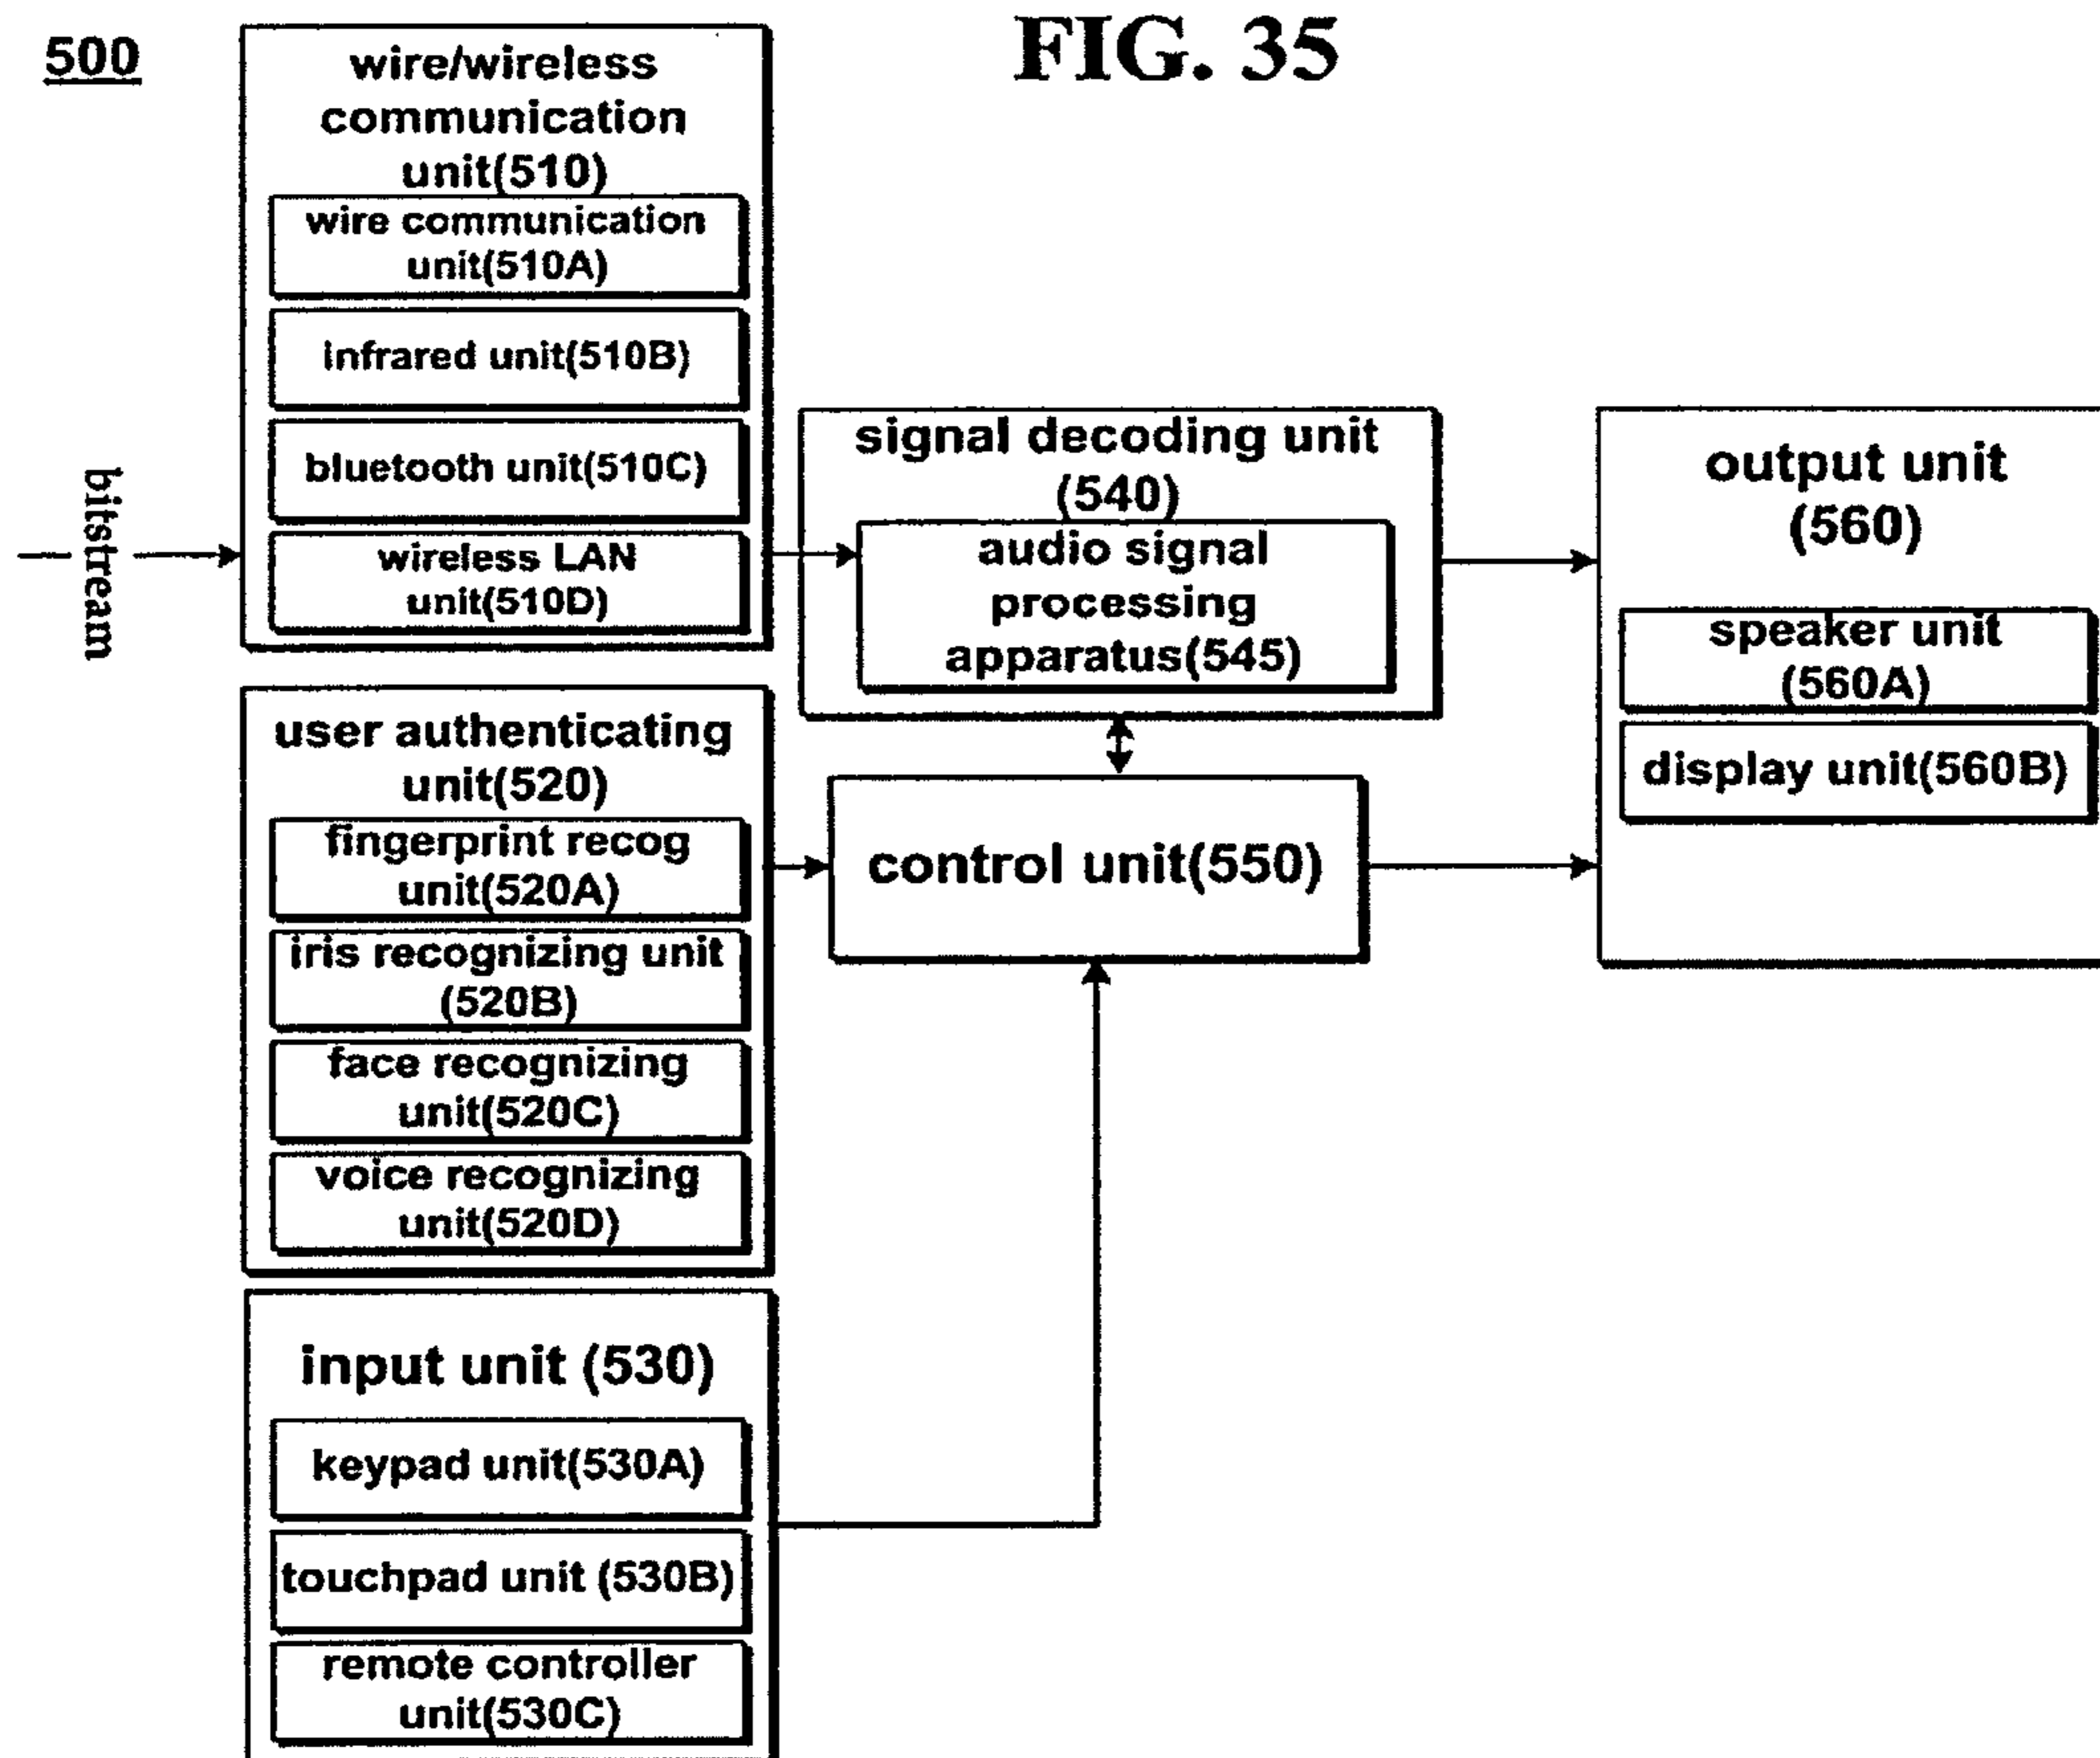 500
FIG. 35
wire/wireless
communication
unit(510)
wire communication
unit(510A)
infrared unit(510B)
bluetooth unit(510C)
wireless LAN
unit(510D)
bitstream
signal decoding unit
(540)
audio signal
processing
apparatus(545)
output unit
(560)
speaker unit
(560A)
display unit(560B)
user authenticating
unit(520)
fingerprint recog
unit(520A)
iris recognizing unit
(520B)
face recognizing
unit(520C)
voice recognizing
unit(520D)
control unit(550)
input unit (530)
keypad unit(530A)
touchpad unit (530B)
remote controller
unit(530C)